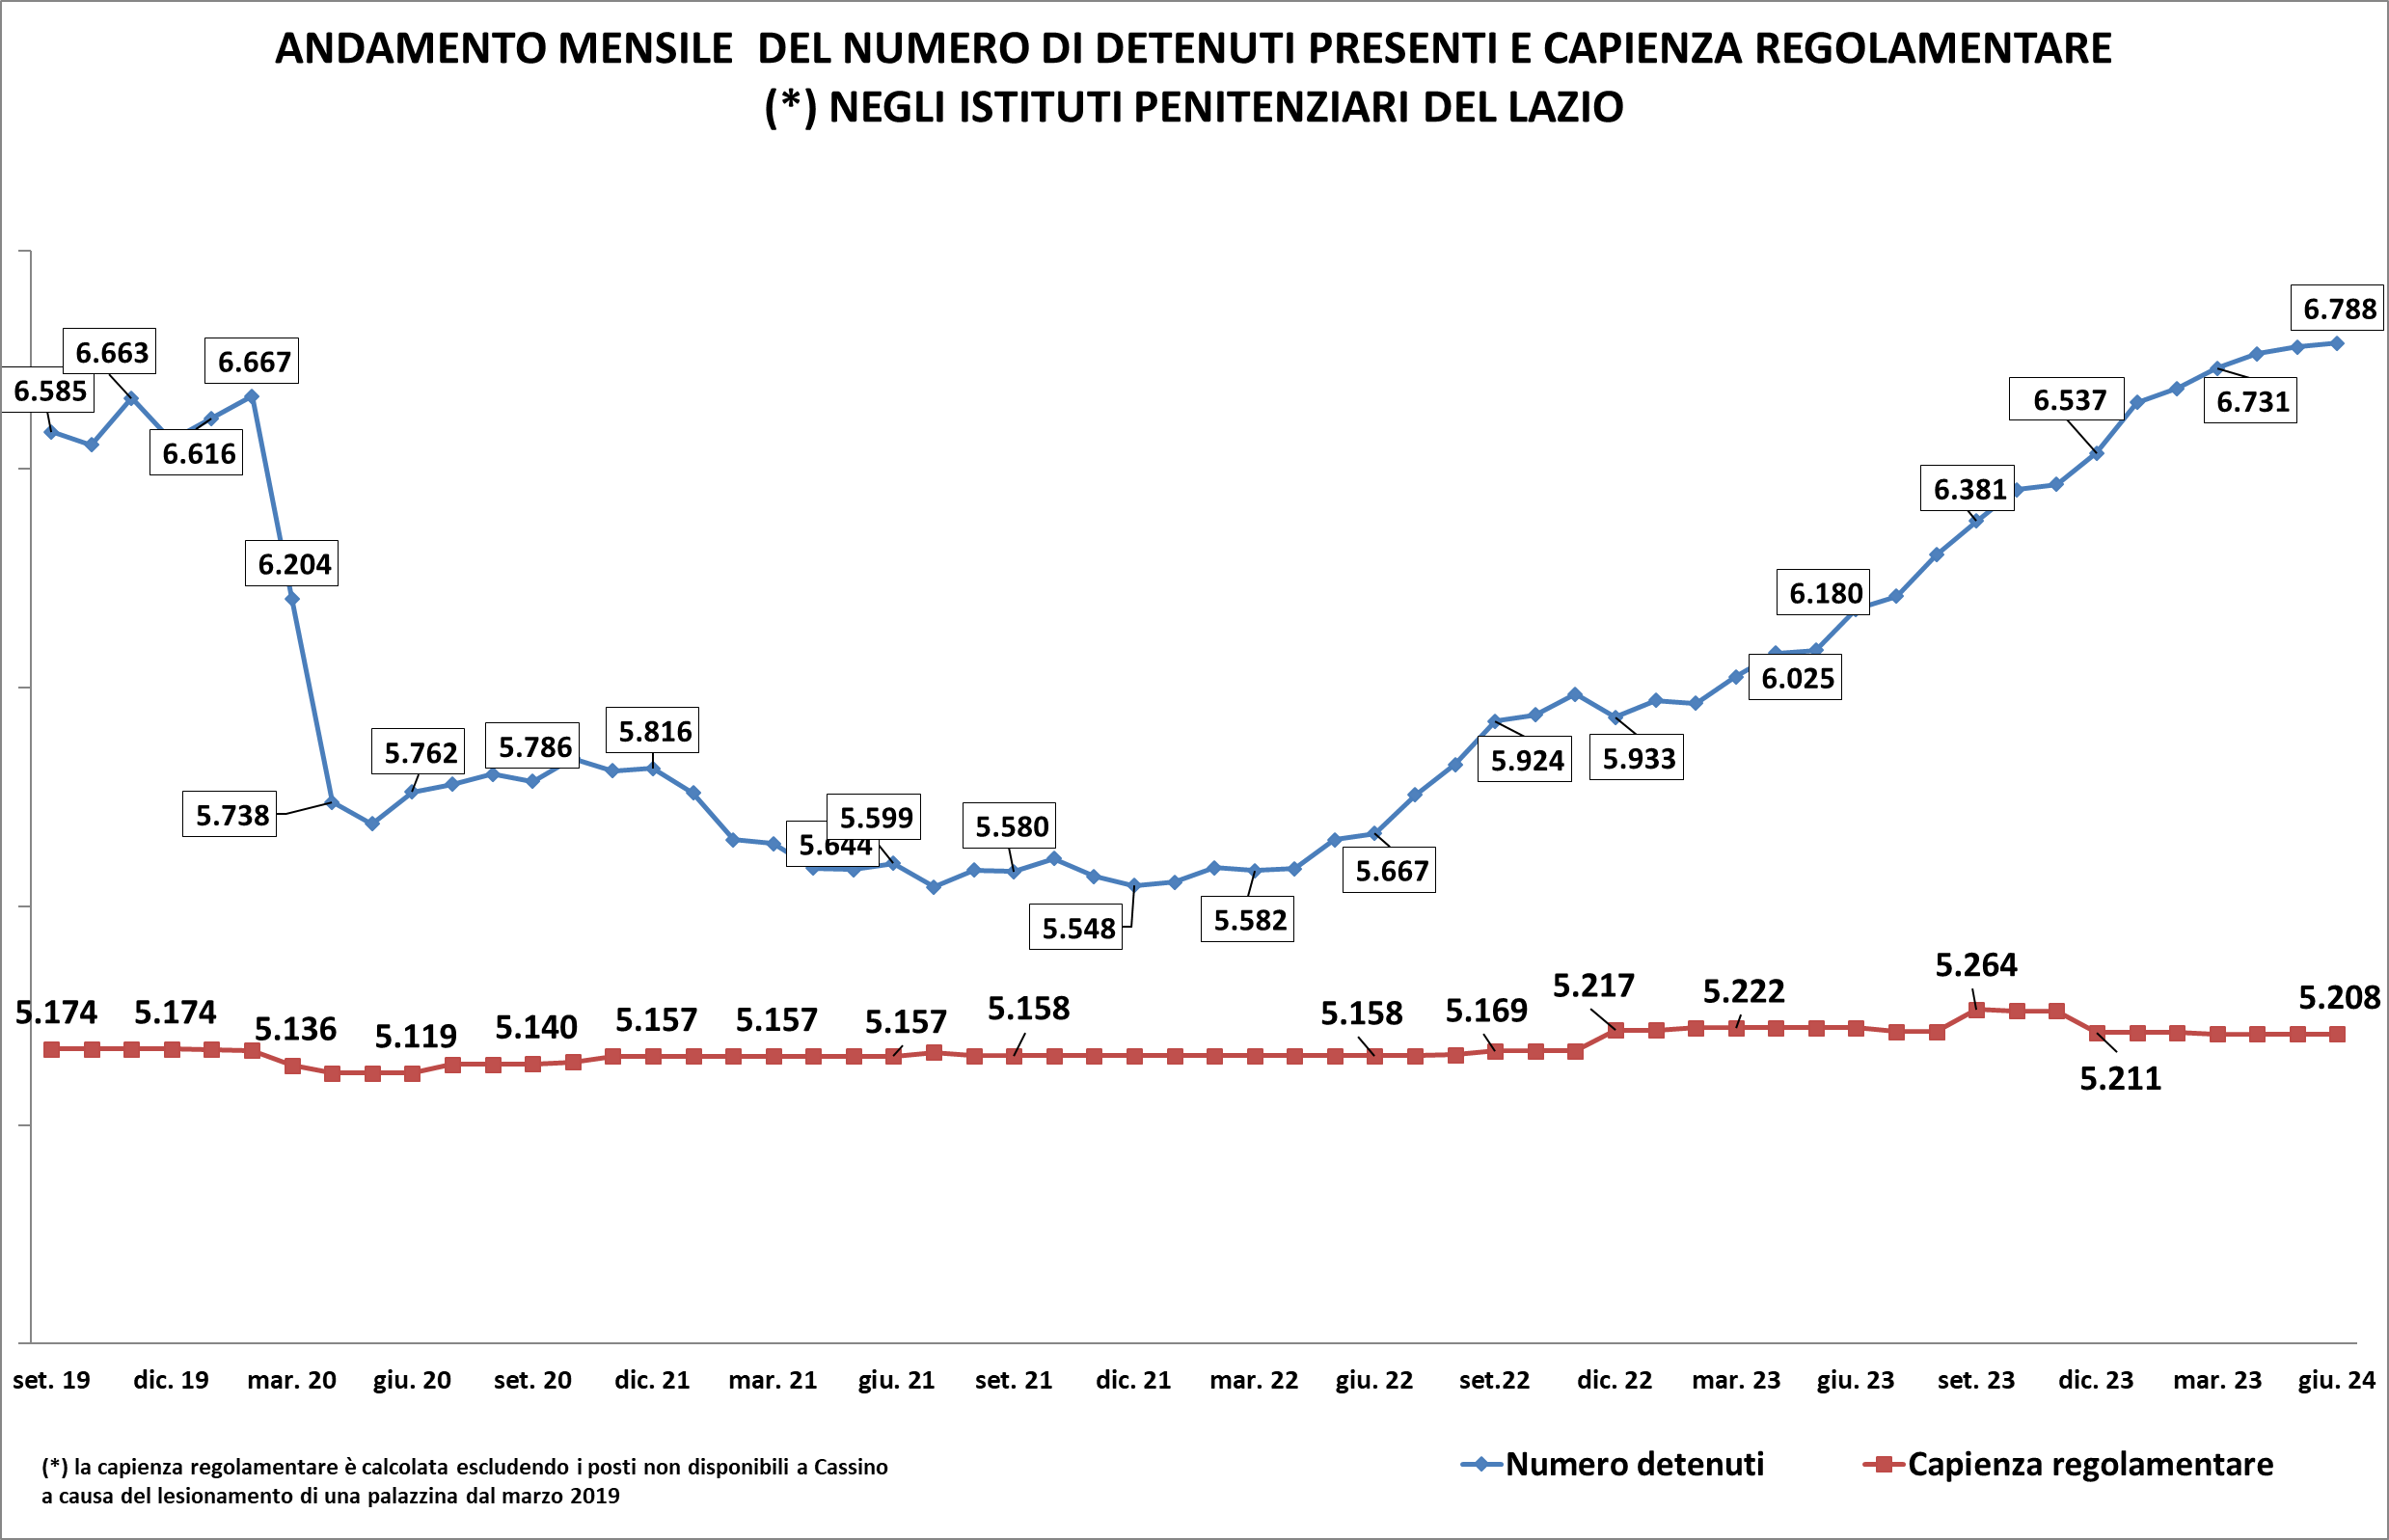 ANDAMENTO MENSILE DEL NUMERO DI DETENUTI PRESENTI E CAPIENZA REGOLAMENTARE
(*) NEGLI ISTITUTI PENITENZIARI DEL LAZIO
6.585
6.663
6.616
6.667
6.204
5.738
5.762
5.786
5.816
5.644
5.599
5.580
5.548
5.582
5.667
5.924
5.933
6.025
6.180
6.381
6.537
6.731
6.788
5.174
5.174
5.136
5.119
5.140
5.157
5.157
5.157
5.158
5.158
5.169
5.217
5.222
5.264
5.211
5.208
set. 19
dic. 19
mar. 20
giu. 20
set. 20
dic. 21
mar. 21
giu. 21
set. 21
dic. 21
mar. 22
giu. 22
set.22
dic. 22
mar. 23
giu. 23
set. 23
dic. 23
mar. 23
giu. 24
(*) la capienza regolamentare è calcolata escludendo i posti non disponibili a Cassino
a causa del lesionamento di una palazzina dal marzo 2019
Numero detenuti
Capienza regolamentare